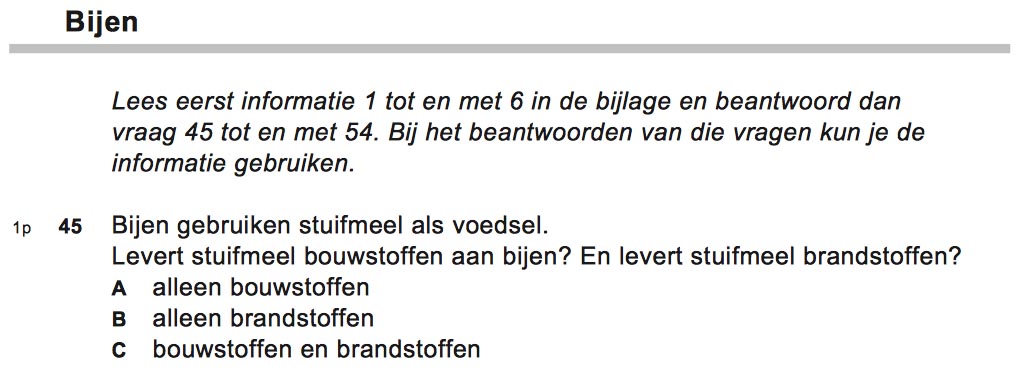 Bijen
Lees eerst informatie 1 tot en met 6 in de bijlage en beantwoord dan
vraag 45 tot en met 54. Bij het beantwoorden van die vragen kun je de
informatie gebruiken.
1p 45 Bijen gebruiken stuifmeel als voedsel.
Levert stuifmeel bouwstoffen aan bijen? En levert stuifmeel brandstoffen?
A alleen bouwstoffen
B alleen brandstoffen
C bouwstoffen en brandstoffen